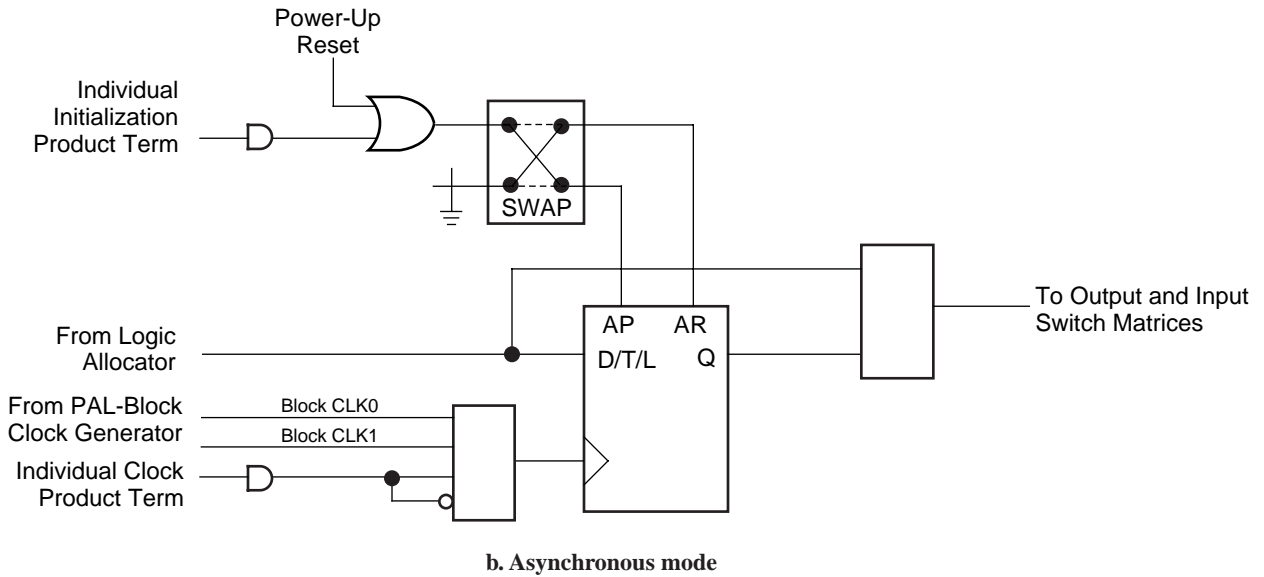 Power-Up
Reset
Individual
Initialization
Product Term
SWAP
AP AR
To Output and Input
Switch Matrices
From Logic
Allocator
D/T/L Q
From PAL-Block
Clock Generator
Block CLK0
Block CLK1
Individual Clock
Product Term
b. Asynchronous mode